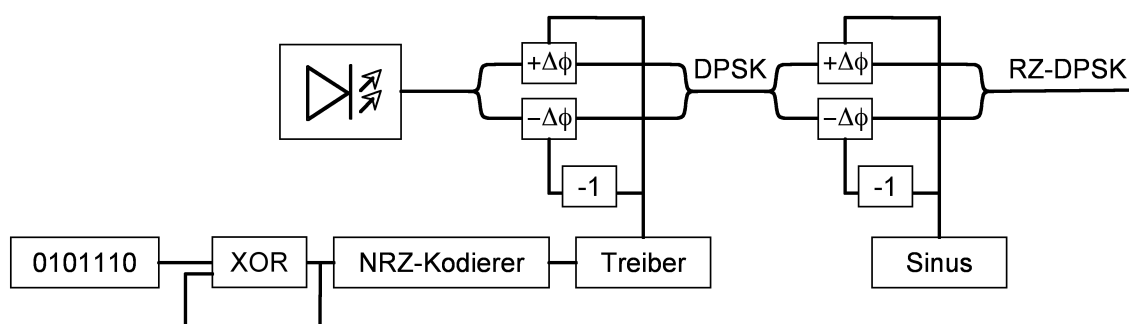 +Δϕ
DPSK
+Δϕ
RZ-DPSK
−Δϕ
−Δϕ
-1
-1
0101110
XOR
NRZ-Kodierer
Treiber
Sinus